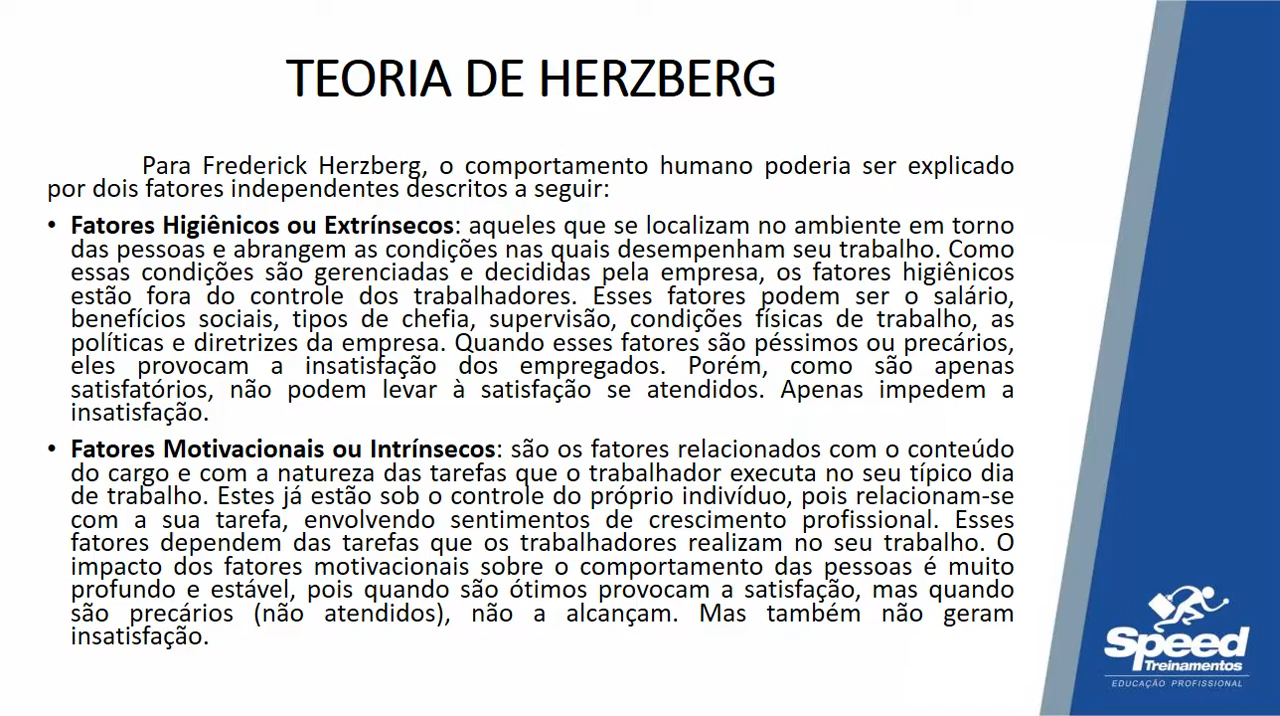 TEORIA DE HERZBERG
Para Frederick Herzberg, o comportamento humano poderia ser explicado
por dois fatores independentes descritos a seguir:
• Fatores Higiênicos ou Extrínsecos: aqueles que se localizam no ambiente em torno
das pessoas e abrangem as condições nas quais desempenham seu trabalho. Como
essas condições são gerenciadas e decididas pela empresa, os fatores higiênicos
estão fora do controle dos trabalhadores. Esses fatores podem ser o salário,
benefícios sociais, tipos de chefia, supervisão, condições físicas de trabalho, as
políticas e diretrizes da empresa. Quando esses fatores são péssimos ou precários,
eles provocam a insatisfação dos empregados. Porém, como são apenas
satisfatórios, não podem levar à satisfação se atendidos. Apenas impedem a
insatisfação.
• Fatores Motivacionais ou Intrínsecos: são os fatores relacionados com o conteúdo
do cargo e com a natureza das tarefas que o trabalhador executa no seu típico dia
de trabalho. Estes já estão sob o controle do próprio indivíduo, pois relacionam-se
com a sua tarefa, envolvendo sentimentos de crescimento profissional. Esses
fatores dependem das tarefas que os trabalhadores realizam no seu trabalho. O
impacto dos fatores motivacionais sobre o comportamento das pessoas é muito
profundo e estável, pois quando são ótimos provocam a satisfação, mas quando
são precários (não atendidos), não a alcançam. Mas também não geram
insatisfação.
Speed
Treinamentos
EDUCAÇÃO PROFISSIONAL